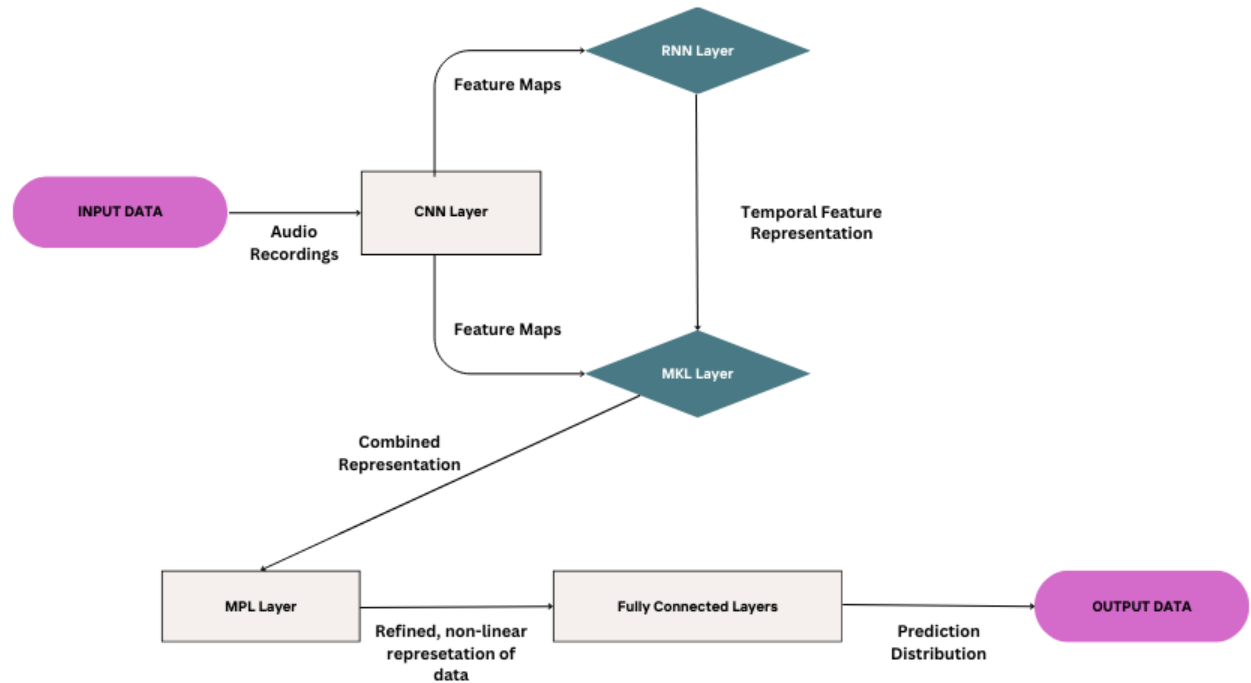 RNN Layer
Feature Maps
INPUT DATA
CNN Layer
Audio
Recordings
Temporal Feature
Representation
Feature Maps
MKL Layer
Combined
Representation
MPL Layer
Fully Connected Layers
OUTPUT DATA
Refined, non-linear
represetation of
data
Prediction
Distribution